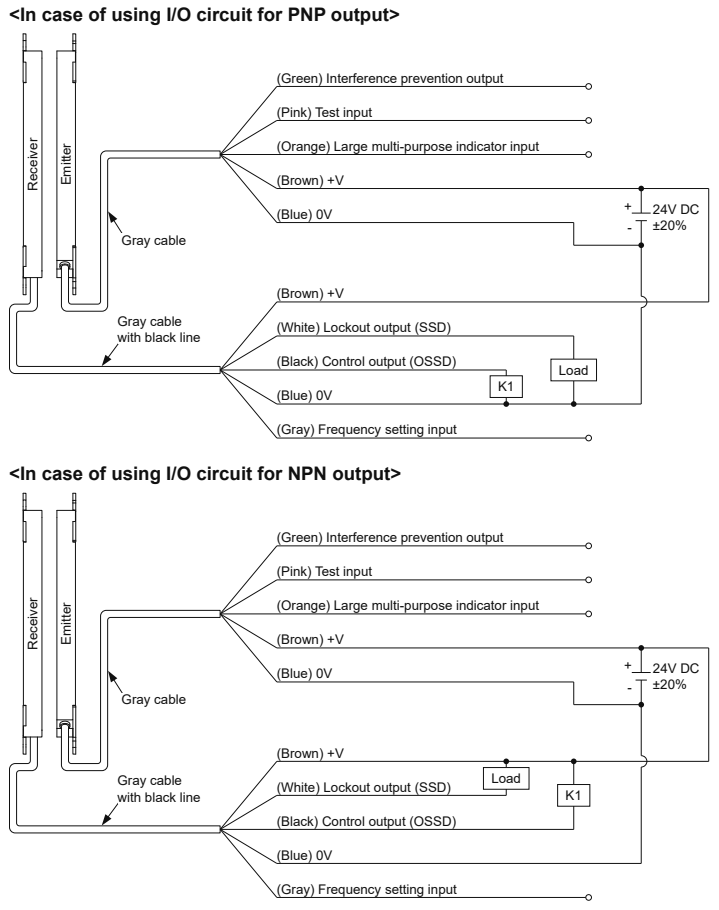 <In case of using I/O circuit for PNP output>
(Green) Interference prevention output
(Pink) Test input
(Orange) Large multi-purpose indicator input
(Brown) +V
(Blue) 0V
Receiver
Emitter
+
-
24V DC
±20%
Gray cable
(Brown) +V
Gray cable
with black line
(White) Lockout output (SSD)
(Black) Control output (OSSD)
Load
K1
(Blue) 0V
(Gray) Frequency setting input
<In case of using I/O circuit for NPN output>
(Green) Interference prevention output
(Pink) Test input
(Orange) Large multi-purpose indicator input
(Brown) +V
(Blue) 0V
Receiver
Emitter
+
-
24V DC
±20%
Gray cable
(Brown) +V
Gray cable
with black line
(White) Lockout output (SSD)
Load
K1
(Black) Control output (OSSD)
(Blue) 0V
(Gray) Frequency setting input